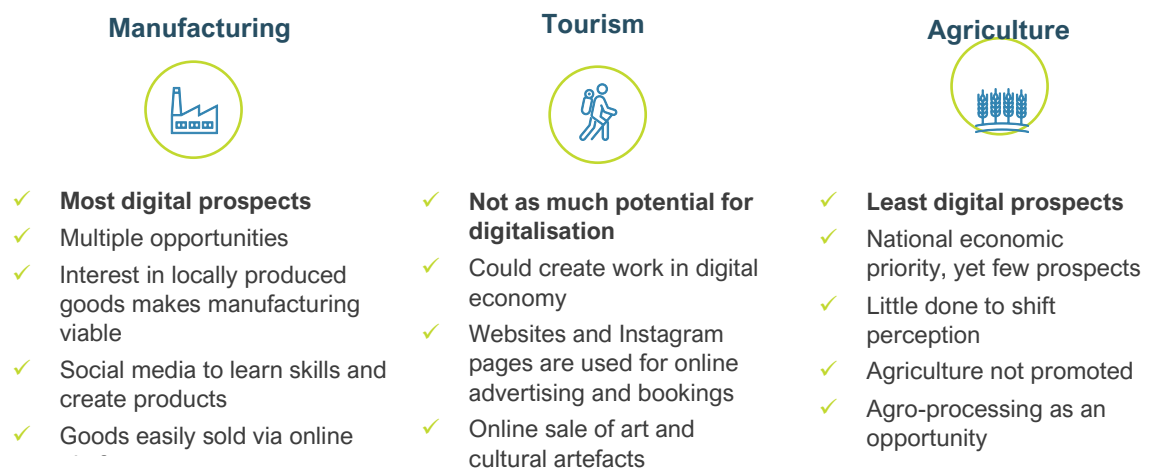 Manufacturing
Most digital prospects
Multiple opportunities
Interest in locally produced
goods makes manufacturing
viable
Social media to learn skills and
create products
Goods easily sold via online
Tourism
Not as much potential for
digitalisation
Could create work in digital
economy
Websites and Instagram
pages are used for online
advertising and bookings
Online sale of art and
cultural artefacts
Agriculture
Least digital prospects
National economic
priority, yet few prospects
Little done to shift
perception
Agriculture not promoted
Agro-processing as an
opportunity